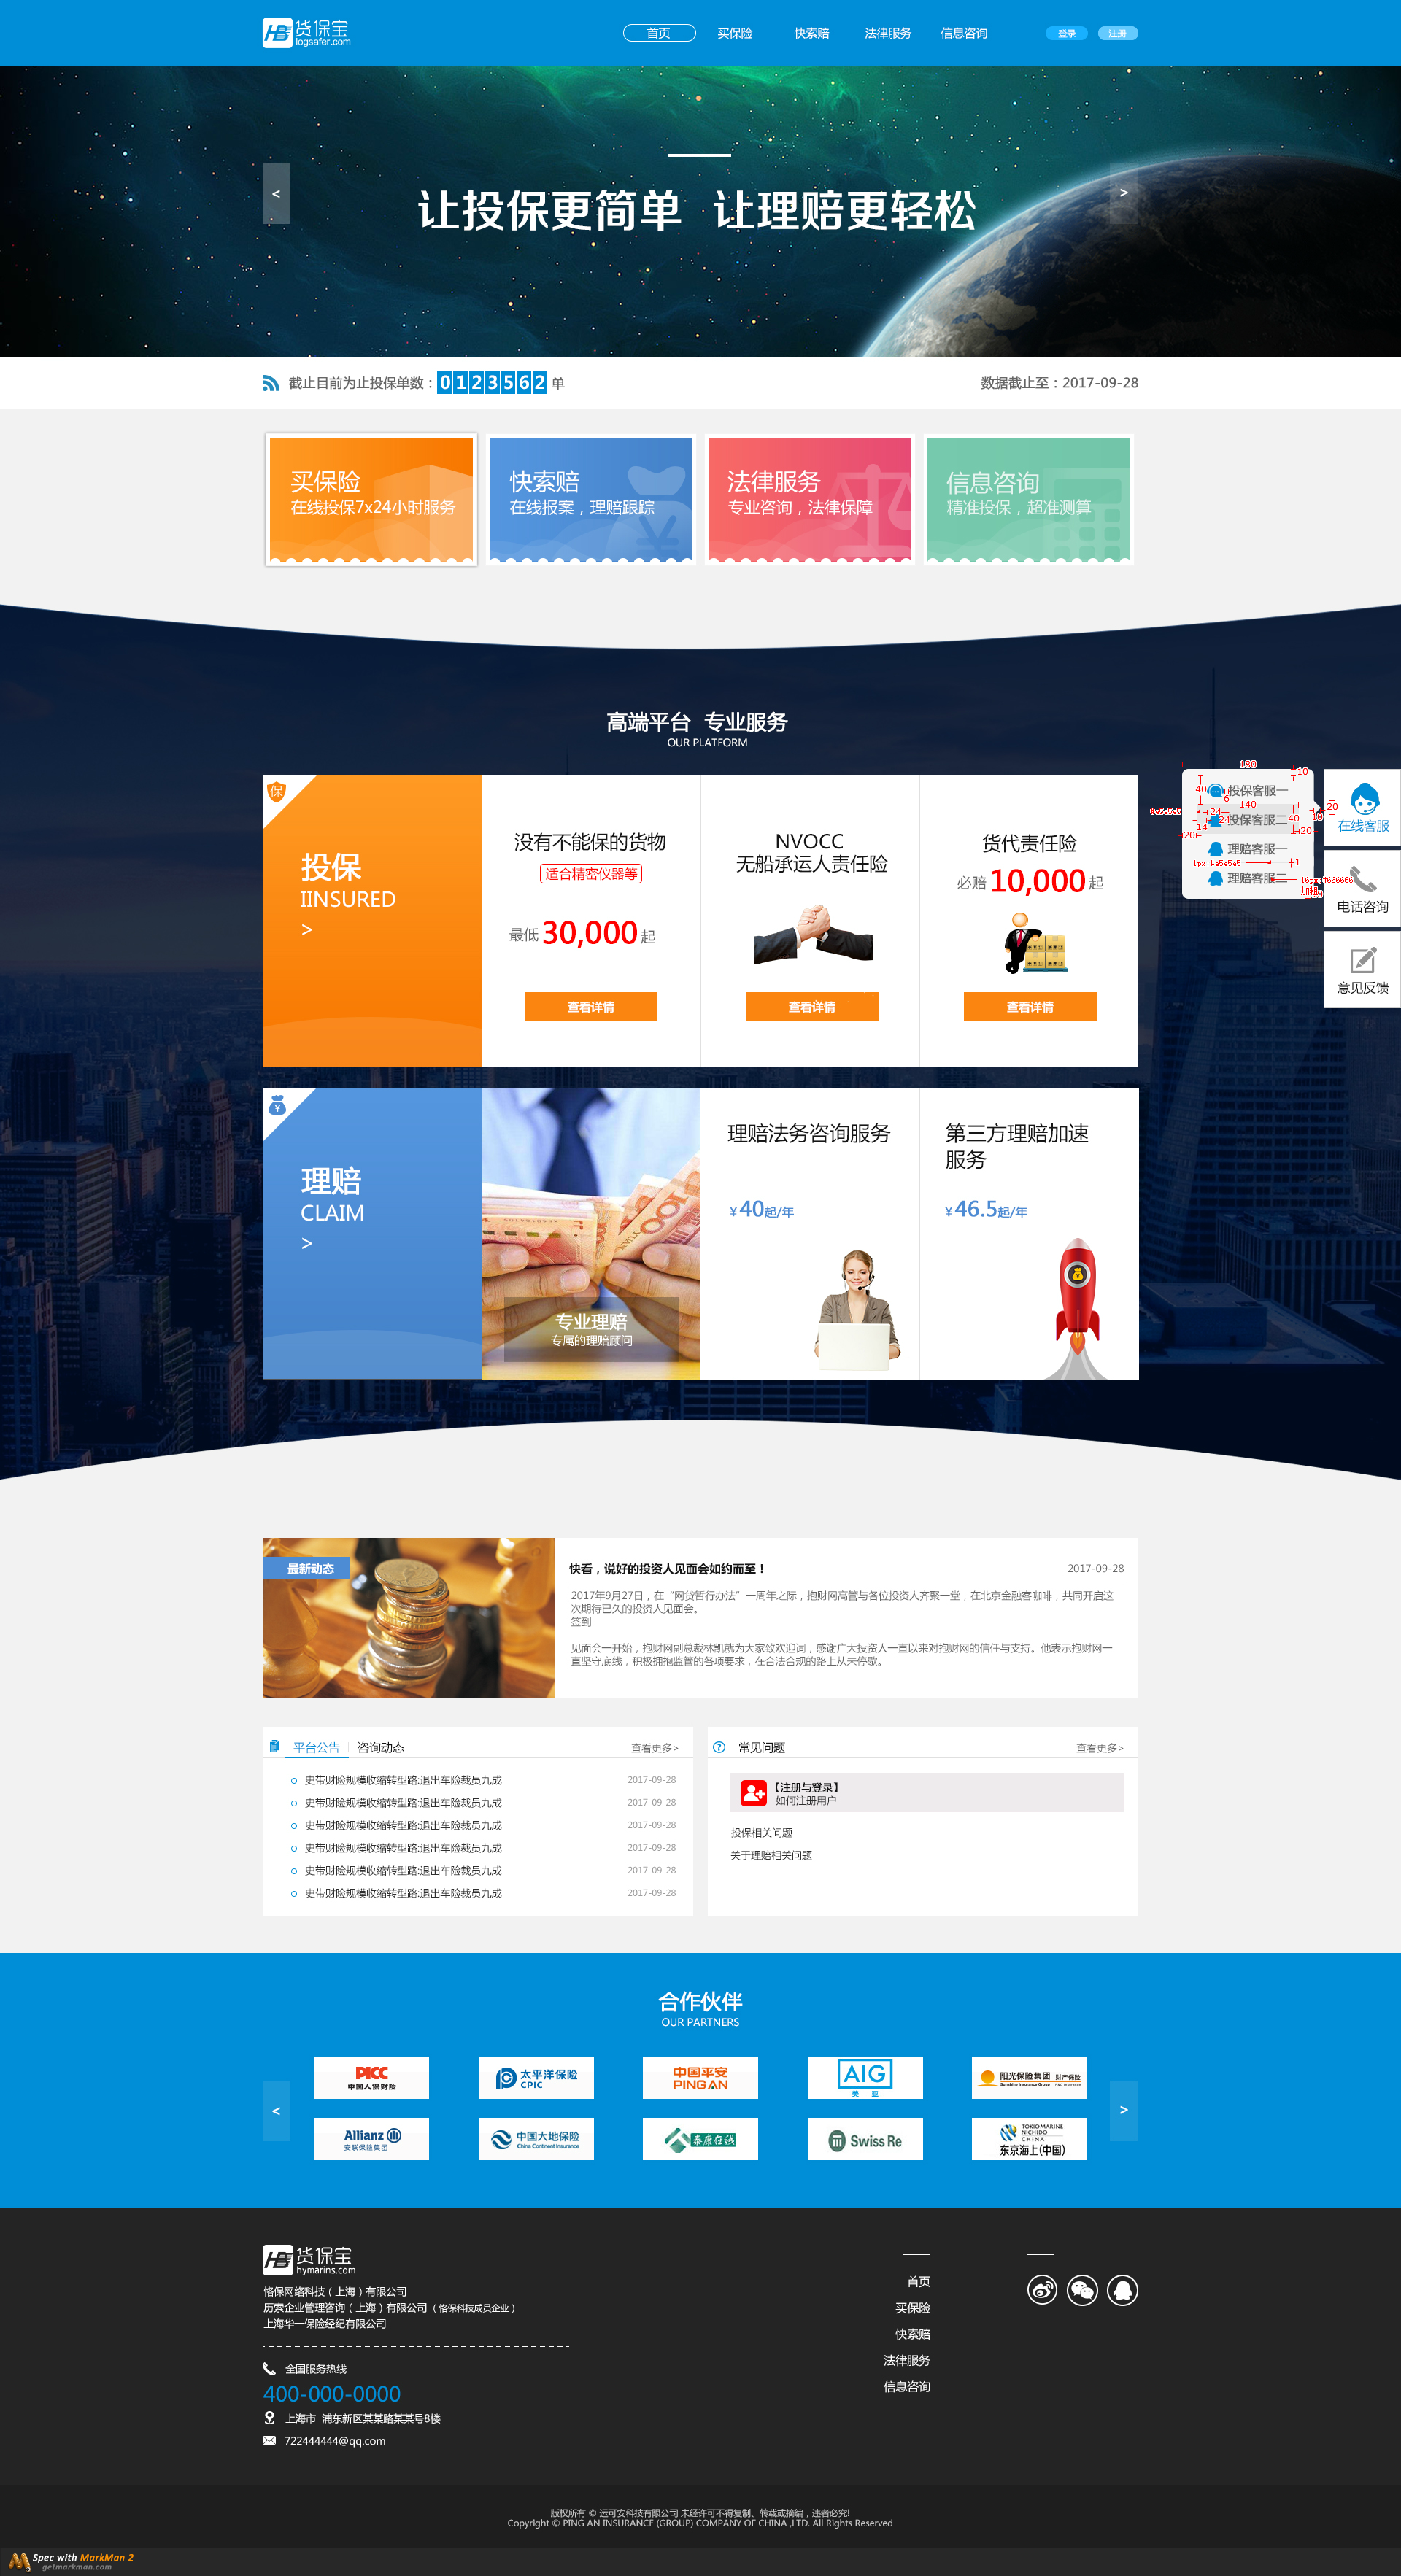 HB 货保宝
logsafer.com
首页 买保险 快索赔 法律服务 信息咨询 登录 注册
让投保更简单 让理赔更轻松
< >
截止目前为止投保单数：0123562 单
数据截止至：2017-09-28
买保险
在线投保7x24小时服务
快索赔
在线报案，理赔跟踪
法律服务
专业咨询，法律保障
信息咨询
精准投保，超准测算
高端平台 专业服务
OUR PLATFORM
保
投保
IINSURED
>
没有不能保的货物
适合精密仪器等
最低 30,000 起
查看详情
NVOCC
无船承运人责任险
查看详情
货代责任险
必赔 10,000 起
查看详情
180
10
40
投保客服一
6
140
8e5e5e5
24
20
10
投保客服二
40
14
24
20
20
理赔客服一
1px;#e5e5e5
1
理赔客服二
16px;#666666
加粗
在线客服
电话咨询
意见反馈
¥
理赔
CLAIM
>
专业理赔
专属的理赔顾问
理赔法务咨询服务
¥ 40起/年
第三方理赔加速
服务
¥ 46.5起/年
最新动态
快看，说好的投资人见面会如约而至！ 2017-09-28
2017年9月27日，在“网贷暂行办法”一周年之际，抱财网高管与各位投资人齐聚一堂，在北京金融客咖啡，共同开启这
次期待已久的投资人见面会。
签到
见面会一开始，抱财网副总裁林凯就为大家致欢迎词，感谢广大投资人一直以来对抱财网的信任与支持。他表示抱财网一
直坚守底线，积极拥抱监管的各项要求，在合法合规的路上从未停歇。
平台公告 咨询动态 查看更多>
史带财险规模收缩转型路:退出车险裁员九成 2017-09-28
史带财险规模收缩转型路:退出车险裁员九成 2017-09-28
史带财险规模收缩转型路:退出车险裁员九成 2017-09-28
史带财险规模收缩转型路:退出车险裁员九成 2017-09-28
史带财险规模收缩转型路:退出车险裁员九成 2017-09-28
史带财险规模收缩转型路:退出车险裁员九成 2017-09-28
? 常见问题 查看更多>
【注册与登录】
如何注册用户
投保相关问题
关于理赔相关问题
合作伙伴
OUR PARTNERS
< >
PICC
中国人保财险
太平洋保险
CPIC
中国平安
PING AN
AIG
美亚
阳光保险集团 财产保险
Sunshine Insurance Group
Allianz
安联保险集团
中国大地保险
China Continent Insurance
泰康在线
Swiss Re
TOKIO MARINE
NICHIDO
CHINA
东京海上(中国)
HB 货保宝
hymarins.com
恪保网络科技（上海）有限公司
历索企业管理咨询（上海）有限公司（恪保科技成员企业）
上海华一保险经纪有限公司
全国服务热线
400-000-0000
上海市 浦东新区某某路某某号8楼
722444444@qq.com
首页
买保险
快索赔
法律服务
信息咨询
版权所有 © 运可安科技有限公司 未经许可不得复制、转载或摘编，违者必究!
Copyright © PING AN INSURANCE (GROUP) COMPANY OF CHINA ,LTD. All Rights Reserved
Spec with MarkMan 2
getmarkman.com